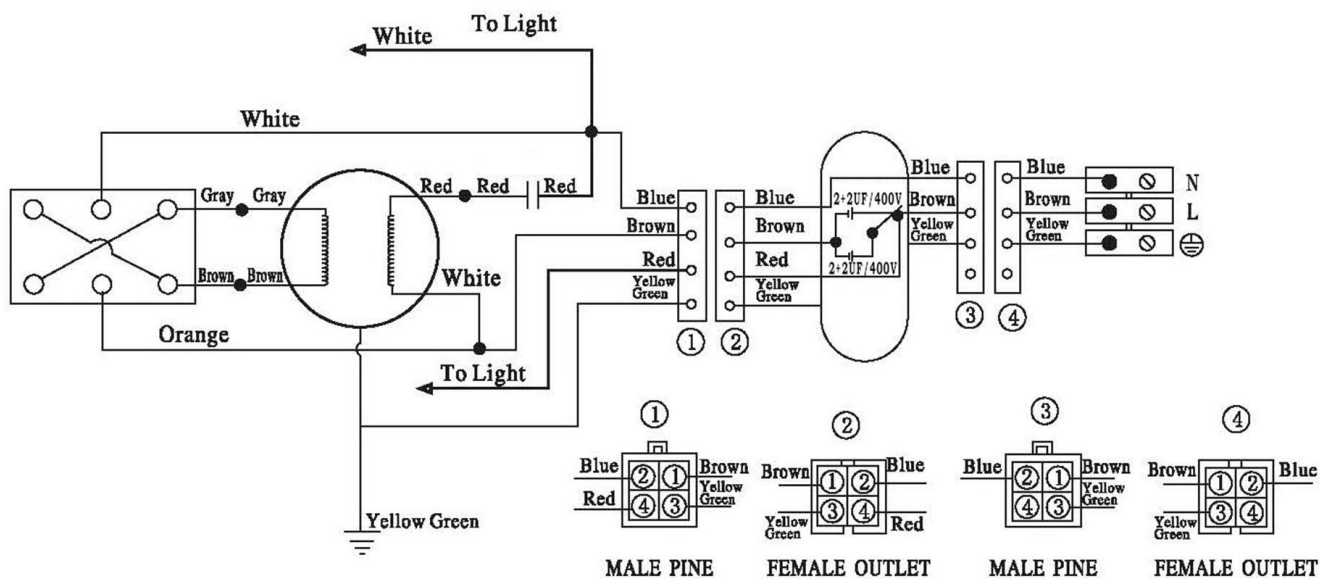 To Light
White
White
Gray Gray
Red Red Red
Brown Brown
White
Orange
To Light
Yellow Green
Blue
Brown
Red
Yellow
Green
①
②
Blue
Brown
Red
Yellow
Green
2+2UF/400V
2+2UF/400V
Blue
Brown
Yellow
Green
③
④
Blue
Brown
Yellow
Green
N
L
①
Blue ② ① Brown
Red ④ ③ Yellow
Green
MALE PINE
②
Brown ① ② Blue
Yellow
Green ③ ④ Red
FEMALE OUTLET
③
Blue ② ① Brown
④ ③ Yellow
Green
MALE PINE
④
Brown ① ② Blue
Yellow
Green ③ ④
FEMALE OUTLET